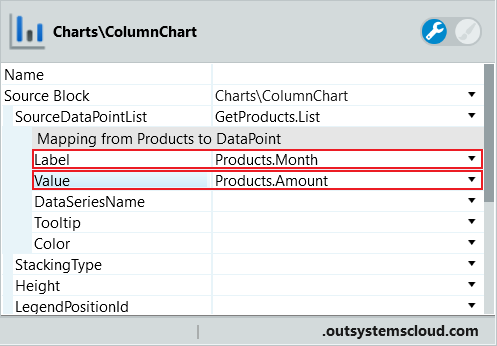 Charts\ColumnChart
Name
Source Block Charts\ColumnChart
SourceDataPointList GetProducts.List
Mapping from Products to DataPoint
Label Products.Month
Value Products.Amount
DataSeriesName
Tooltip
Color
StackingType
Height
LegendPositionId
.outsystemscloud.com